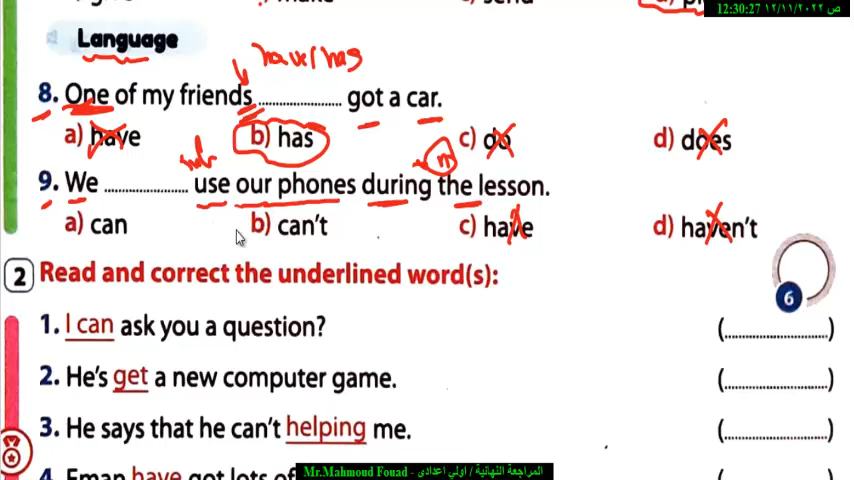 ص 12:30:27 ١٢/١١/٢٠٢٢
Language
have/has
8. One of my friends .................... got a car.
a) have b) has c) do d) does
9. We .................... use our phones during the lesson.
a) can b) can't c) have d) haven't
2 Read and correct the underlined word(s):
6
1. I can ask you a question? (....................)
2. He's get a new computer game. (....................)
3. He says that he can't helping me. (....................)
4. Eman have got lots of
Mr.Mahmoud Fouad - المراجعة النهائية / اولي اعدادى